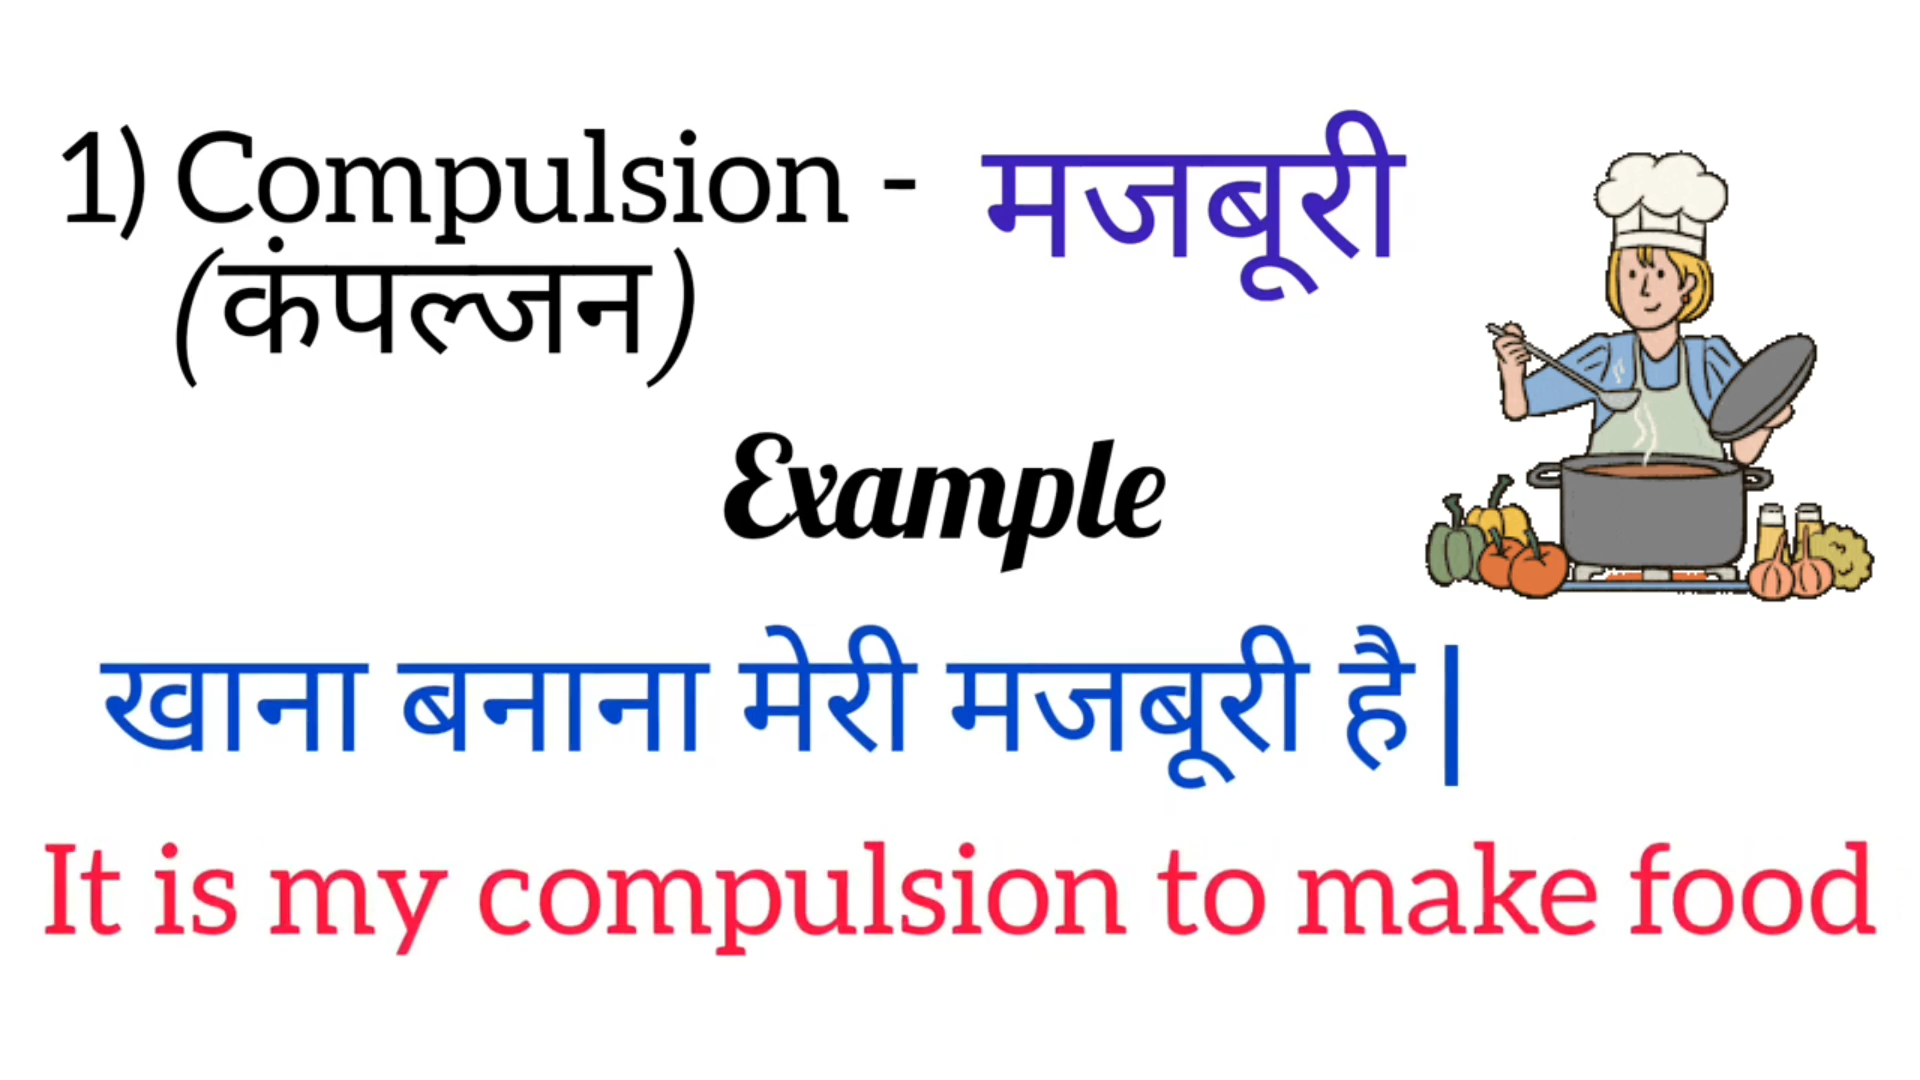 1) Compulsion - मजबूरी
(कंपल्जन)
Example
खाना बनाना मेरी मजबूरी है|
It is my compulsion to make food